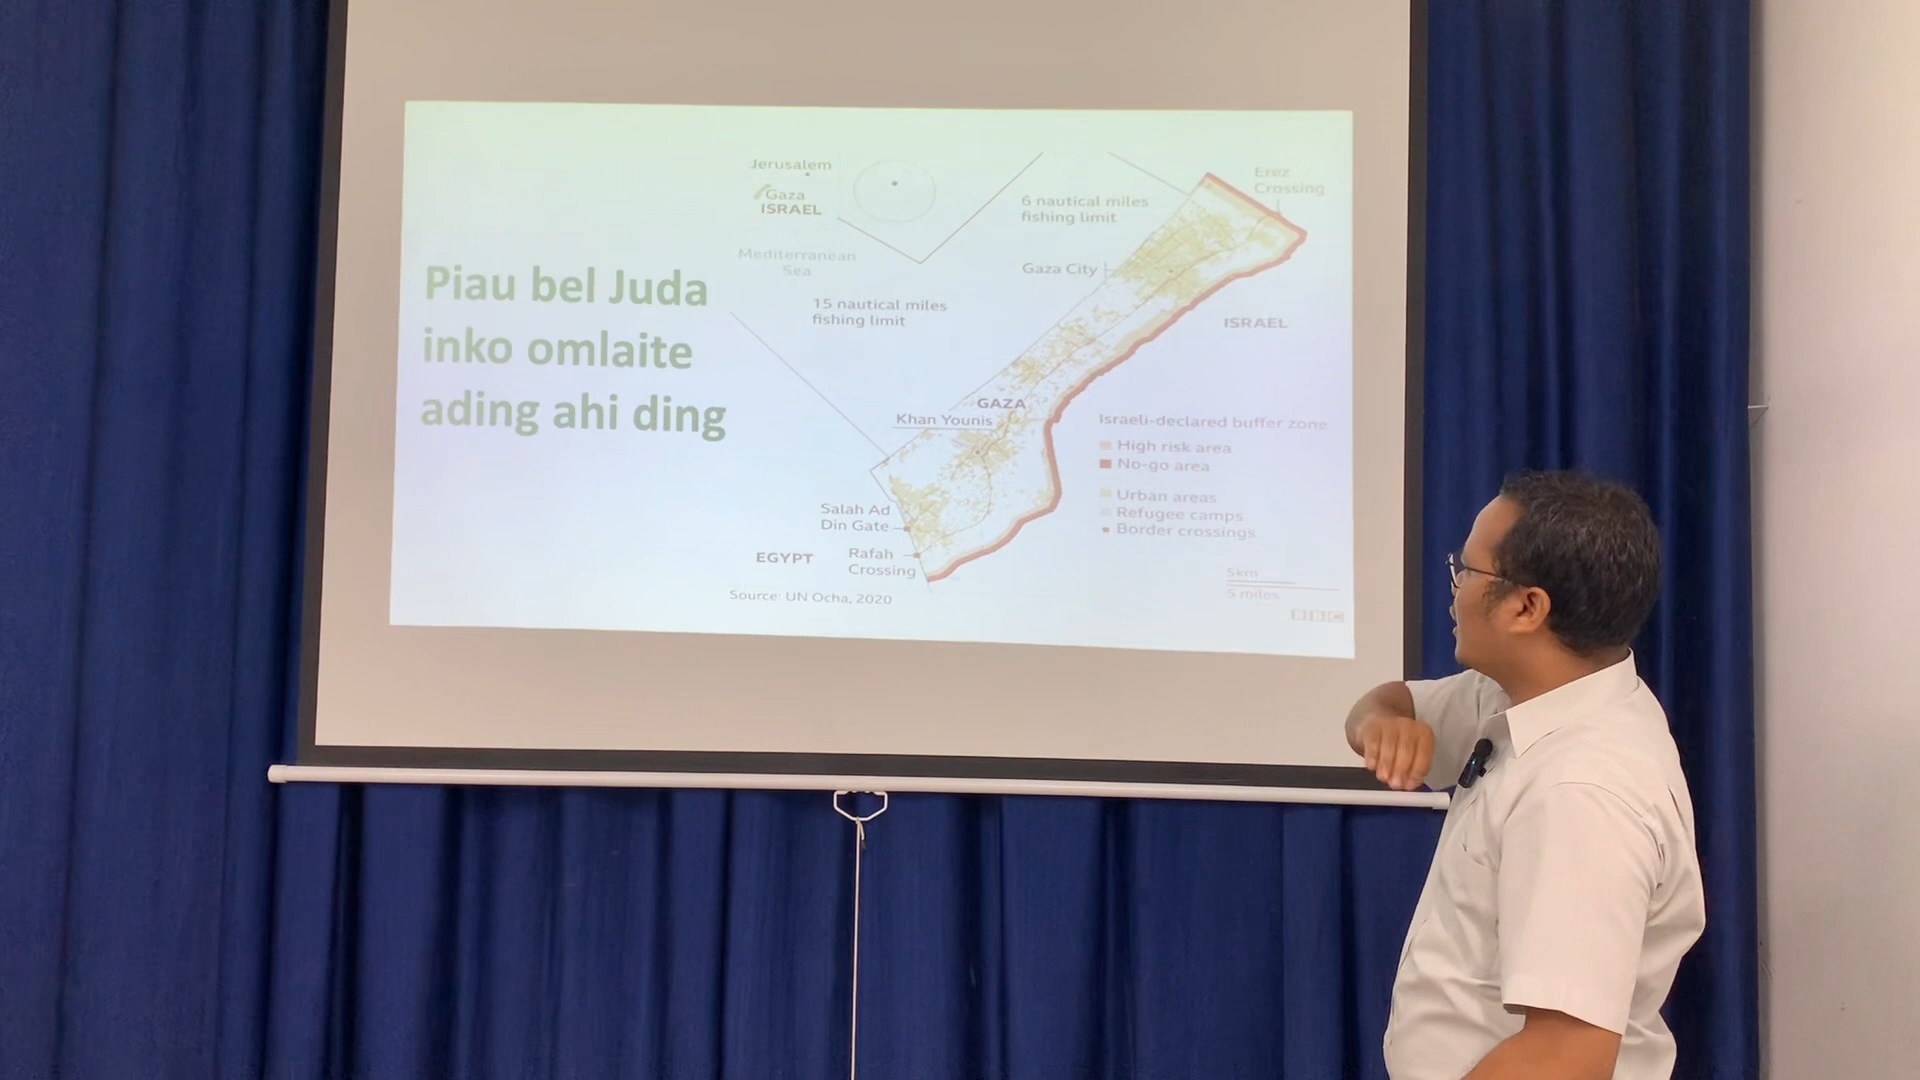 Piau bel Juda
inko omlaite
ading ahi ding
Jerusalem
Gaza
ISRAEL
Mediterranean
Sea
15 nautical miles
fishing limit
6 nautical miles
fishing limit
Erez
Crossing
Gaza City
ISRAEL
GAZA
Khan Younis
Israeli-declared buffer zone
High risk area
No-go area
Urban areas
Refugee camps
Border crossings
Salah Ad
Din Gate
EGYPT
Rafah
Crossing
Source: UN Ocha, 2020
5km
5 miles
BBC